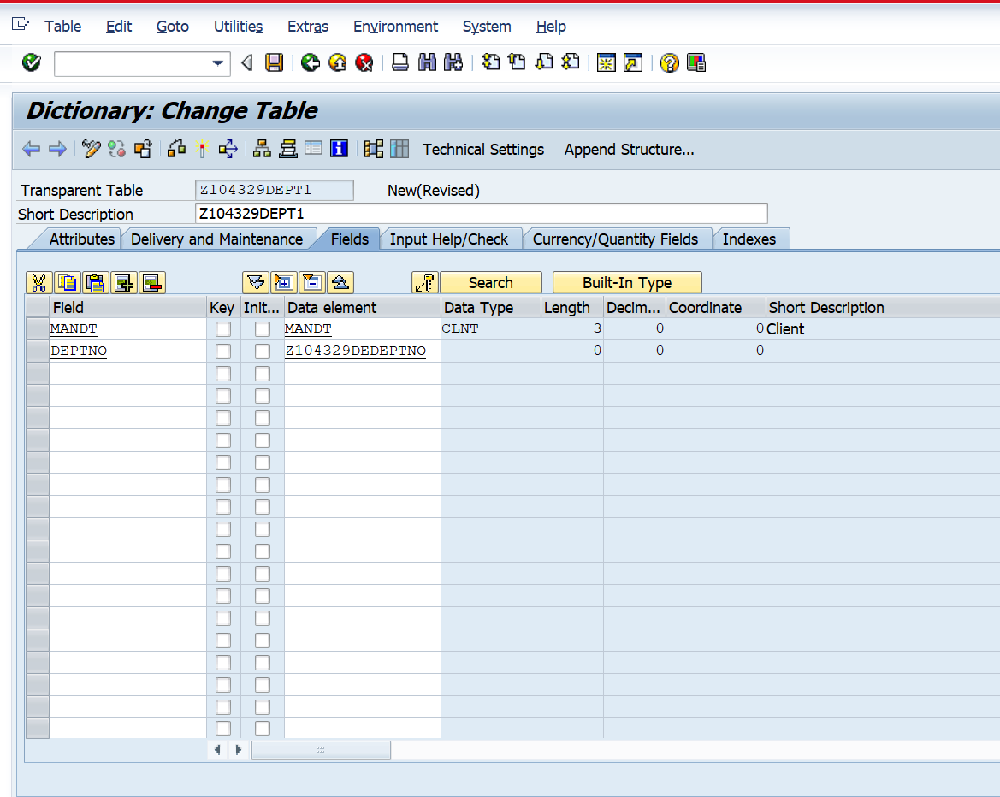 Table Edit Goto Utilities Extras Environment System Help
Dictionary: Change Table
Technical Settings Append Structure...
Transparent Table Z104329DEPT1 New(Revised)
Short Description Z104329DEPT1
Attributes Delivery and Maintenance Fields Input Help/Check Currency/Quantity Fields Indexes
Search Built-In Type
Field Key Init... Data element Data Type Length Decim... Coordinate Short Description
MANDT MANDT CLNT 3 0 0 Client
DEPTNO Z104329DEDEPTNO 0 0 0